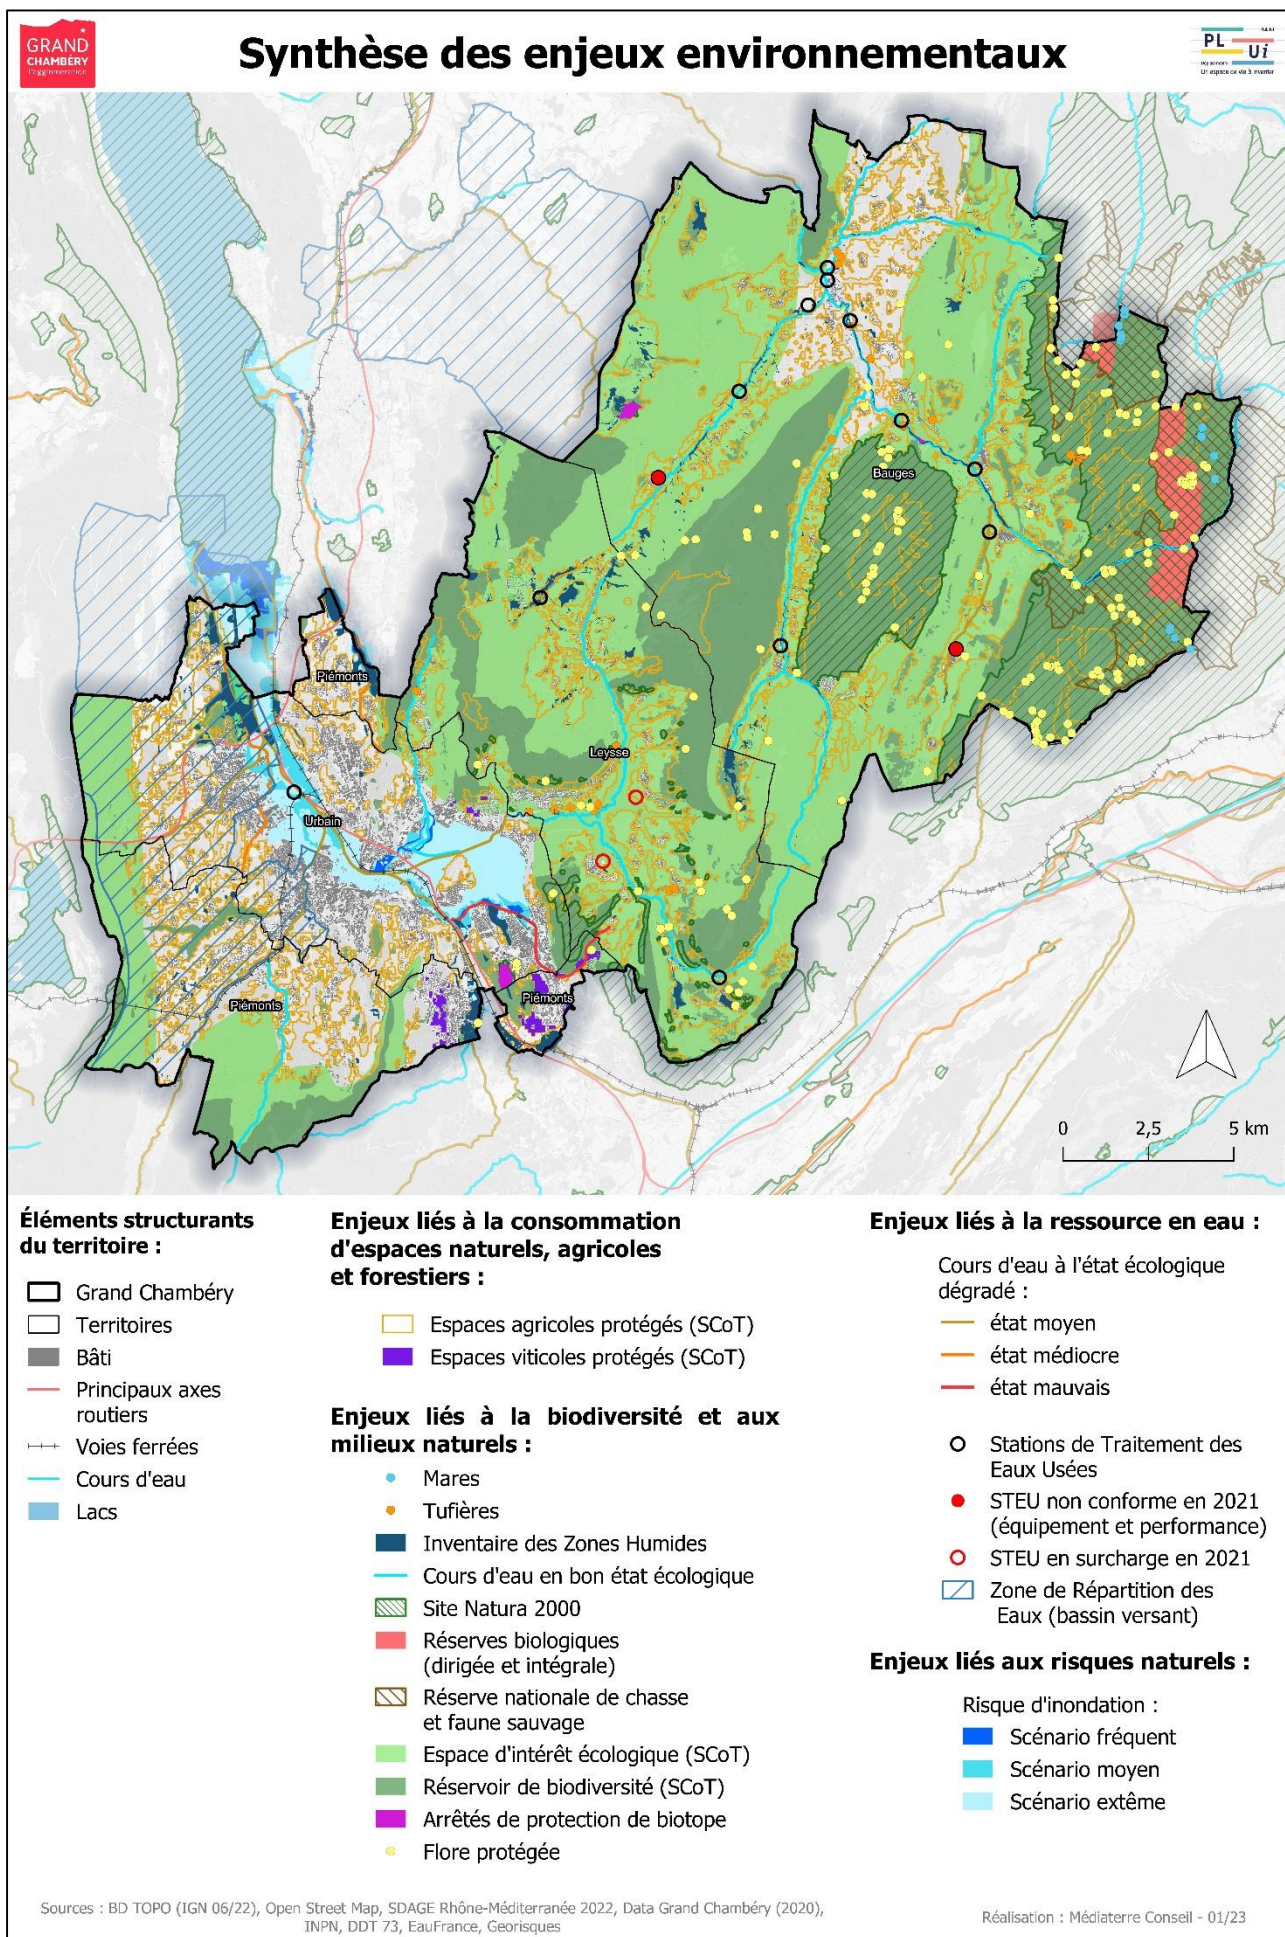 GRAND
CHAMBÉRY
l'agglomération
Synthèse des enjeux environnementaux
PL
Ui
Un espace de vie à inventer
Bauges
Piémonts
Leysse
Urbain
Piémonts
Piémonts
0 2,5 5 km
Éléments structurants
du territoire :
Grand Chambéry
Territoires
Bâti
Principaux axes
routiers
Voies ferrées
Cours d'eau
Lacs
Enjeux liés à la consommation
d'espaces naturels, agricoles
et forestiers :
Espaces agricoles protégés (SCoT)
Espaces viticoles protégés (SCoT)
Enjeux liés à la biodiversité et aux
milieux naturels :
Mares
Tufières
Inventaire des Zones Humides
Cours d'eau en bon état écologique
Site Natura 2000
Réserves biologiques
(dirigée et intégrale)
Réserve nationale de chasse
et faune sauvage
Espace d'intérêt écologique (SCoT)
Réservoir de biodiversité (SCoT)
Arrêtés de protection de biotope
Flore protégée
Enjeux liés à la ressource en eau :
Cours d'eau à l'état écologique
dégradé :
état moyen
état médiocre
état mauvais
Stations de Traitement des
Eaux Usées
STEU non conforme en 2021
(équipement et performance)
STEU en surcharge en 2021
Zone de Répartition des
Eaux (bassin versant)
Enjeux liés aux risques naturels :
Risque d'inondation :
Scénario fréquent
Scénario moyen
Scénario extême
Sources : BD TOPO (IGN 06/22), Open Street Map, SDAGE Rhône-Méditerranée 2022, Data Grand Chambéry (2020),
INPN, DDT 73, EauFrance, Georisques
Réalisation : Médiaterre Conseil - 01/23